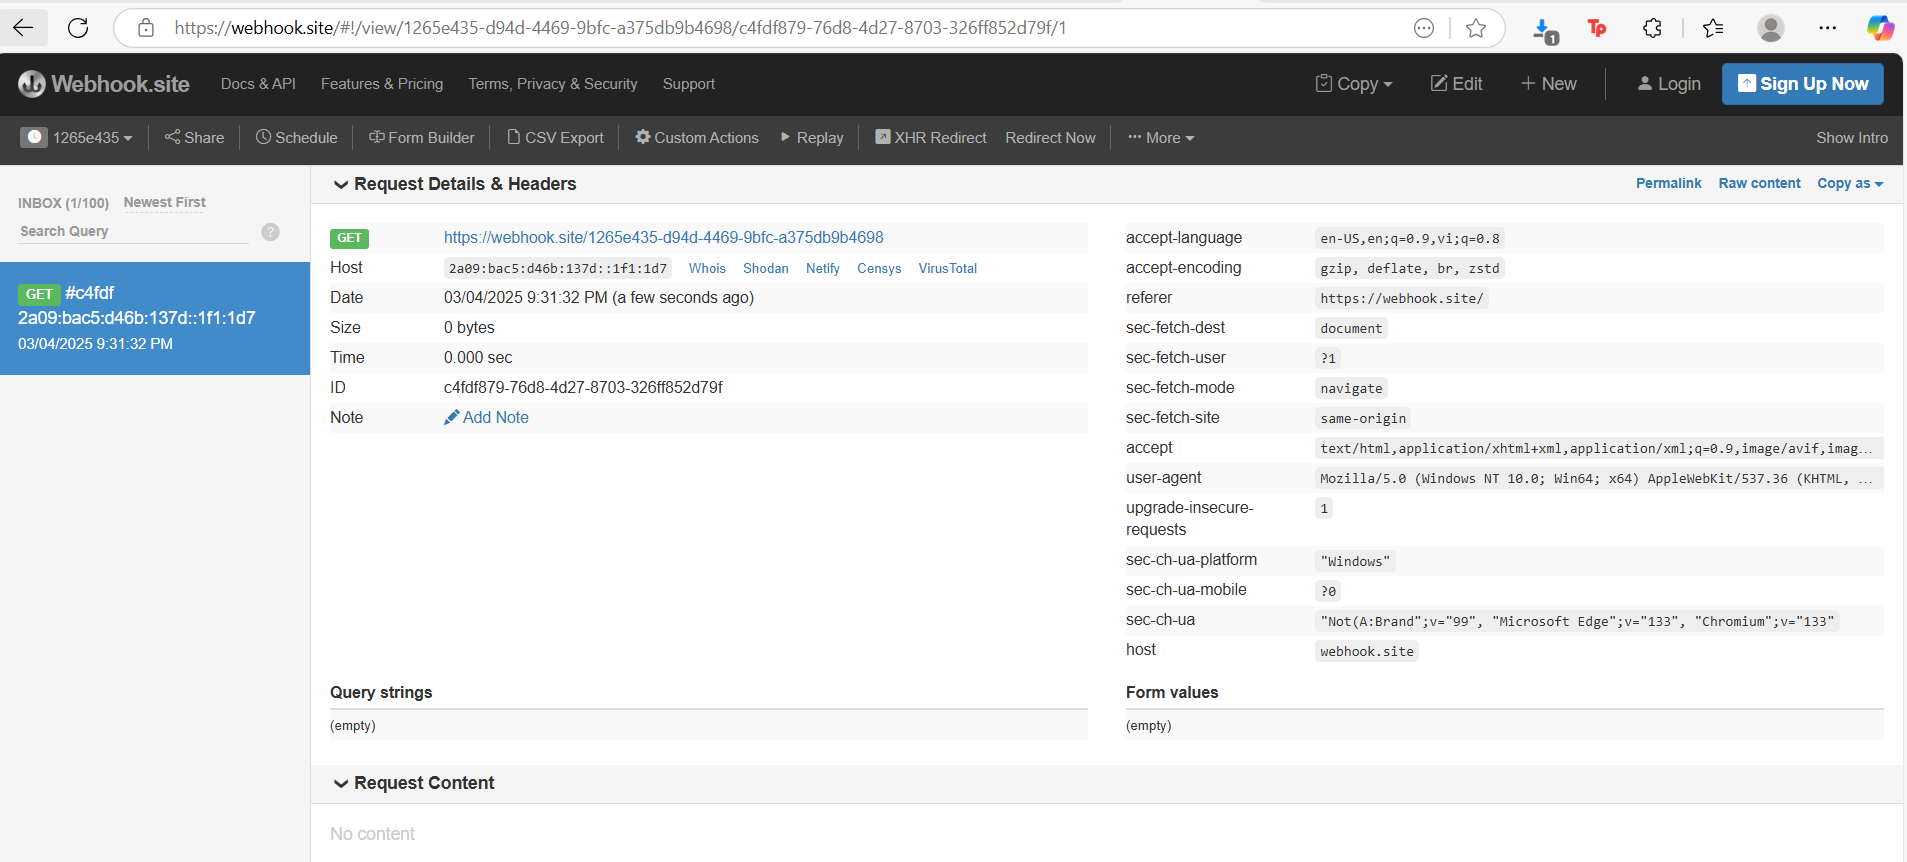 https://webhook.site/#!/view/1265e435-d94d-4469-9bfc-a375db9b4698/c4fdf879-76d8-4d27-8703-326ff852d79f/1
1
Tp
Webhook.site Docs & API Features & Pricing Terms, Privacy & Security Support Copy Edit New Login Sign Up Now
1265e435 Share Schedule Form Builder CSV Export Custom Actions Replay XHR Redirect Redirect Now More Show Intro
INBOX (1/100) Newest First
Search Query ?
GET #c4fdf
2a09:bac5:d46b:137d::1f1:1d7
03/04/2025 9:31:32 PM
Request Details & Headers Permalink Raw content Copy as
GET https://webhook.site/1265e435-d94d-4469-9bfc-a375db9b4698
Host 2a09:bac5:d46b:137d::1f1:1d7 Whois Shodan Netify Censys VirusTotal
Date 03/04/2025 9:31:32 PM (a few seconds ago)
Size 0 bytes
Time 0.000 sec
ID c4fdf879-76d8-4d27-8703-326ff852d79f
Note Add Note
accept-language en-US,en;q=0.9,vi;q=0.8
accept-encoding gzip, deflate, br, zstd
referer https://webhook.site/
sec-fetch-dest document
sec-fetch-user ?1
sec-fetch-mode navigate
sec-fetch-site same-origin
accept text/html,application/xhtml+xml,application/xml;q=0.9,image/avif,imag...
user-agent Mozilla/5.0 (Windows NT 10.0; Win64; x64) AppleWebKit/537.36 (KHTML, ...
upgrade-insecure-
requests 1
sec-ch-ua-platform "Windows"
sec-ch-ua-mobile ?0
sec-ch-ua "Not(A:Brand";v="99", "Microsoft Edge";v="133", "Chromium";v="133"
host webhook.site
Query strings
(empty)
Form values
(empty)
Request Content
No content